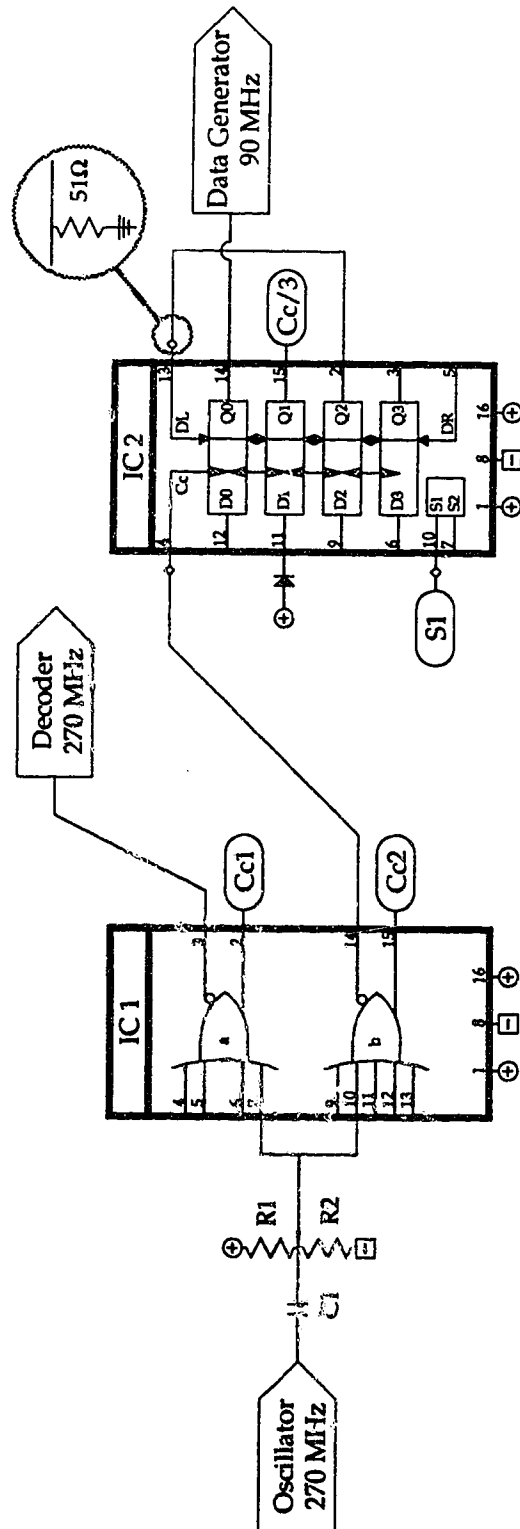 Oscillator
270 MHz
C1
R1
R2
IC 1
4
5
6
7
a
3
2
Cc1
Decoder
270 MHz
9
10
11
12
13
b
14
15
Cc2
1
8
16
IC 2
Cc
DL
13
51Ω
12
D0
Q0
14
Data Generator
90 MHz
11
D1
Q1
15
Cc/3
9
D2
Q2
2
6
D3
Q3
3
DR
5
10
S1
7
S2
S1
1
8
16